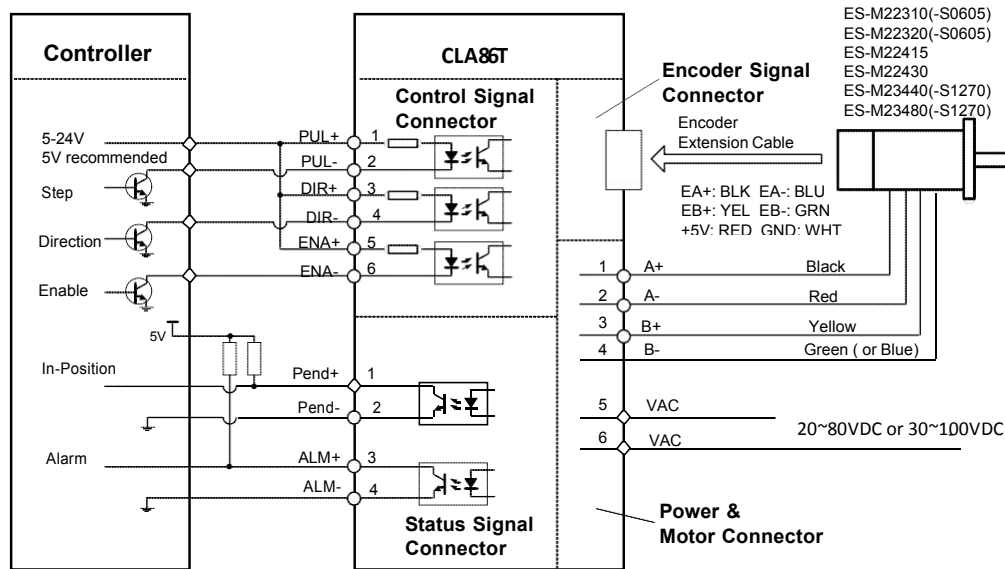 Controller
5-24V
5V recommended
Step
Direction
Enable
5V
In-Position
Alarm
CLA86T
Control Signal
Connector
PUL+ 1
PUL- 2
DIR+ 3
DIR- 4
ENA+ 5
ENA- 6
Pend+ 1
Pend- 2
ALM+ 3
ALM- 4
Status Signal
Connector
Encoder Signal
Connector
Encoder
Extension Cable
EA+: BLK EA-: BLU
EB+: YEL EB-: GRN
+5V: RED GND: WHT
ES-M22310(-S0605)
ES-M22320(-S0605)
ES-M22415
ES-M22430
ES-M23440(-S1270)
ES-M23480(-S1270)
1 A+ Black
2 A- Red
3 B+ Yellow
4 B- Green ( or Blue)
5 VAC
6 VAC
20~80VDC or 30~100VDC
Power &
Motor Connector